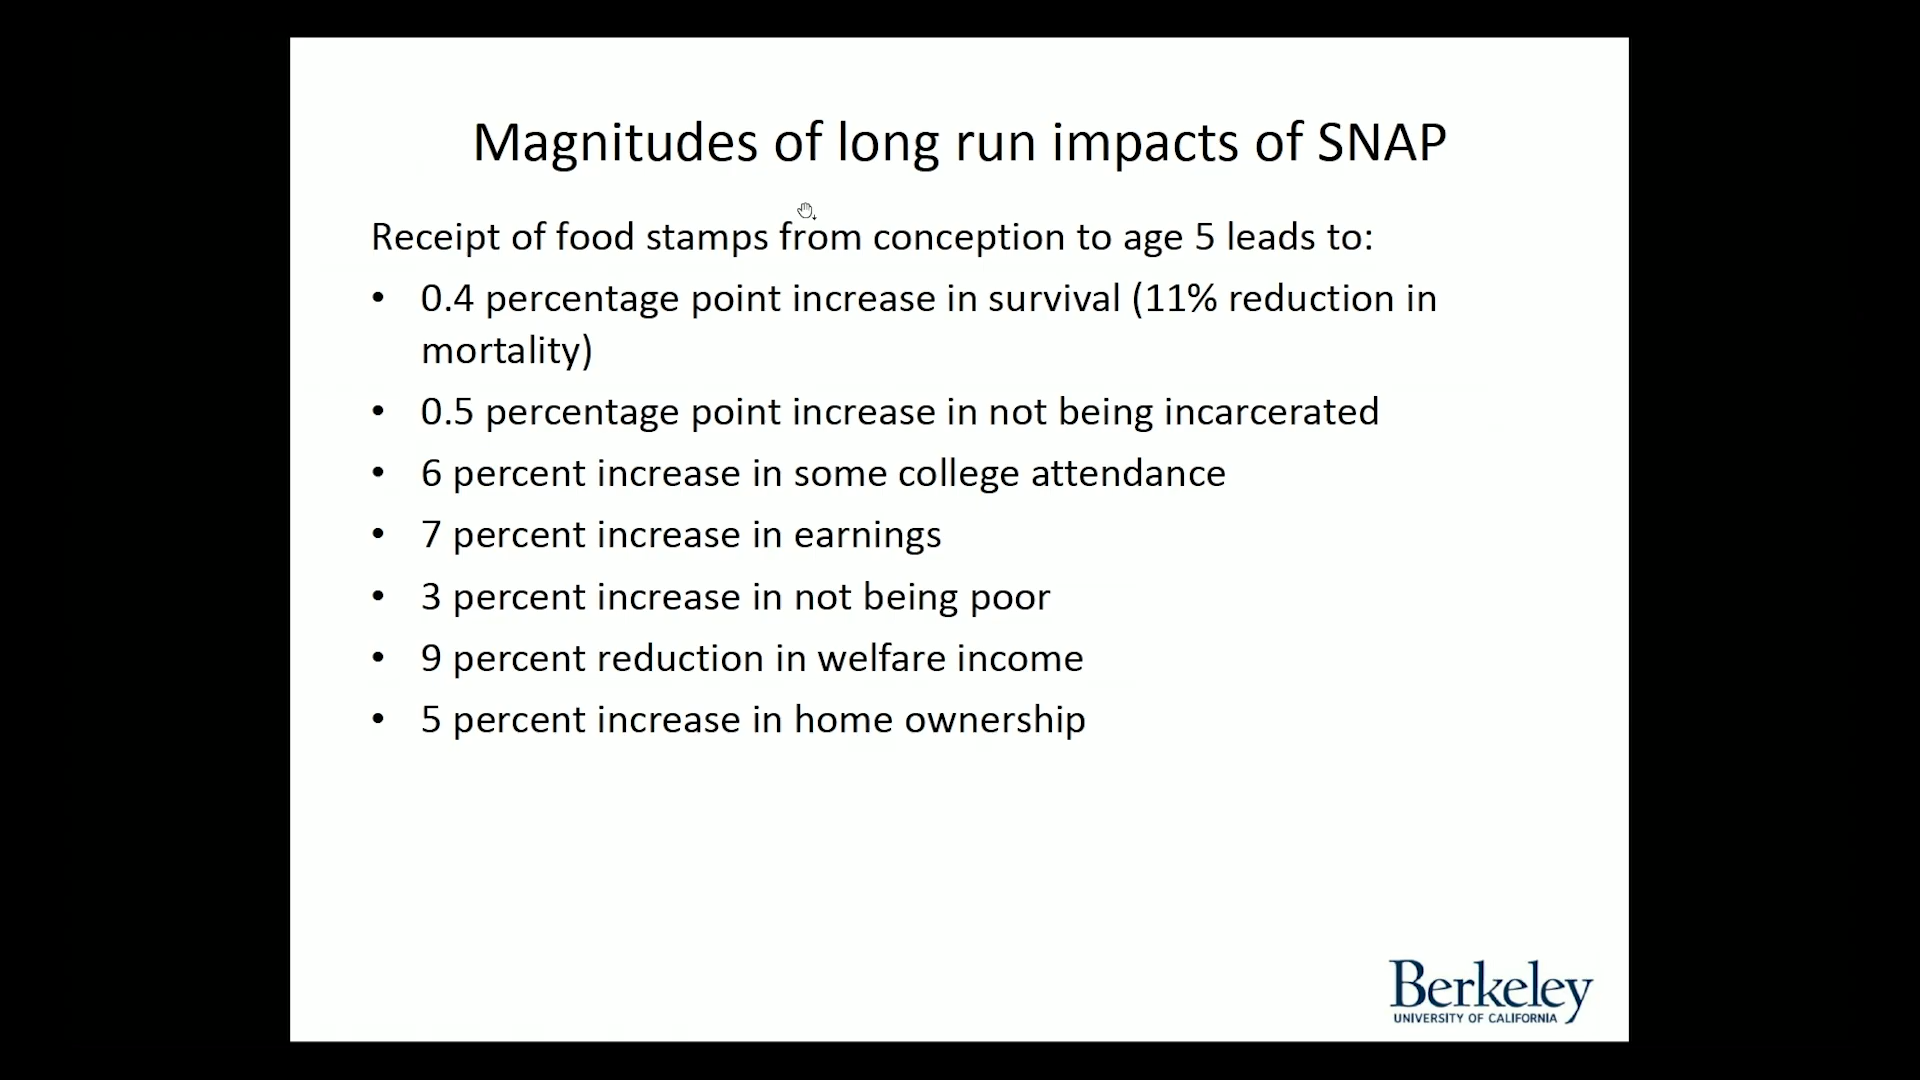 Magnitudes of long run impacts of SNAP
Receipt of food stamps from conception to age 5 leads to:
• 0.4 percentage point increase in survival (11% reduction in
mortality)
• 0.5 percentage point increase in not being incarcerated
• 6 percent increase in some college attendance
• 7 percent increase in earnings
• 3 percent increase in not being poor
• 9 percent reduction in welfare income
• 5 percent increase in home ownership
Berkeley
UNIVERSITY OF CALIFORNIA